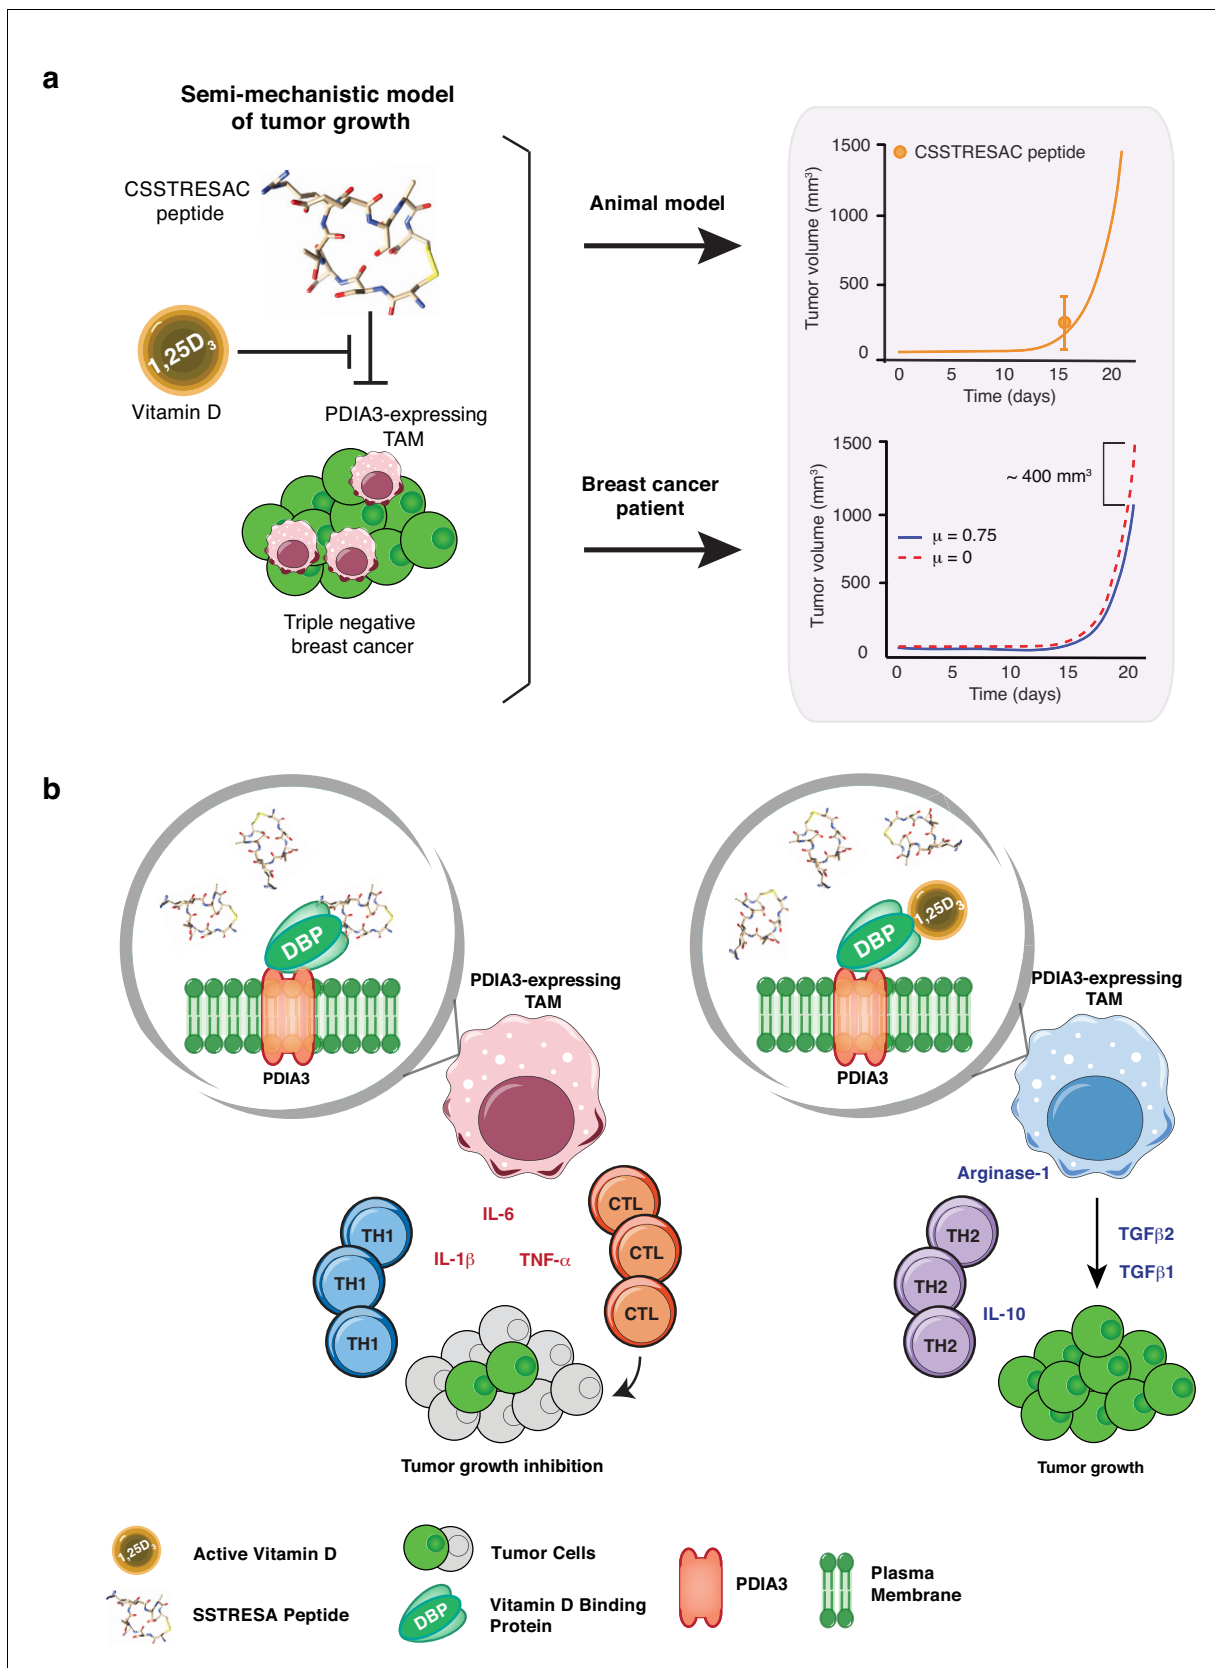 a
Semi-mechanistic model
of tumor growth
CSSTRESAC
peptide
1,25D3
Vitamin D
PDIA3-expressing
TAM
Triple negative
breast cancer
Animal model
Breast cancer
patient
Tumor volume (mm³)
1500
1000
500
0
CSSTRESAC peptide
0 5 10 15 20
Time (days)
Tumor volume (mm³)
1500
1000
500
0
~ 400 mm³
μ = 0.75
μ = 0
0 5 10 15 20
Time (days)
b
DBP
PDIA3
PDIA3-expressing
TAM
TH1
TH1
TH1
IL-6
IL-1β
TNF-α
CTL
CTL
CTL
Tumor growth inhibition
1,25D3
DBP
PDIA3
PDIA3-expressing
TAM
Arginase-1
TH2
TH2
TH2
IL-10
TGFβ2
TGFβ1
Tumor growth
1,25D3
Active Vitamin D
SSTRESA Peptide
Tumor Cells
DBP
Vitamin D Binding
Protein
PDIA3
Plasma
Membrane